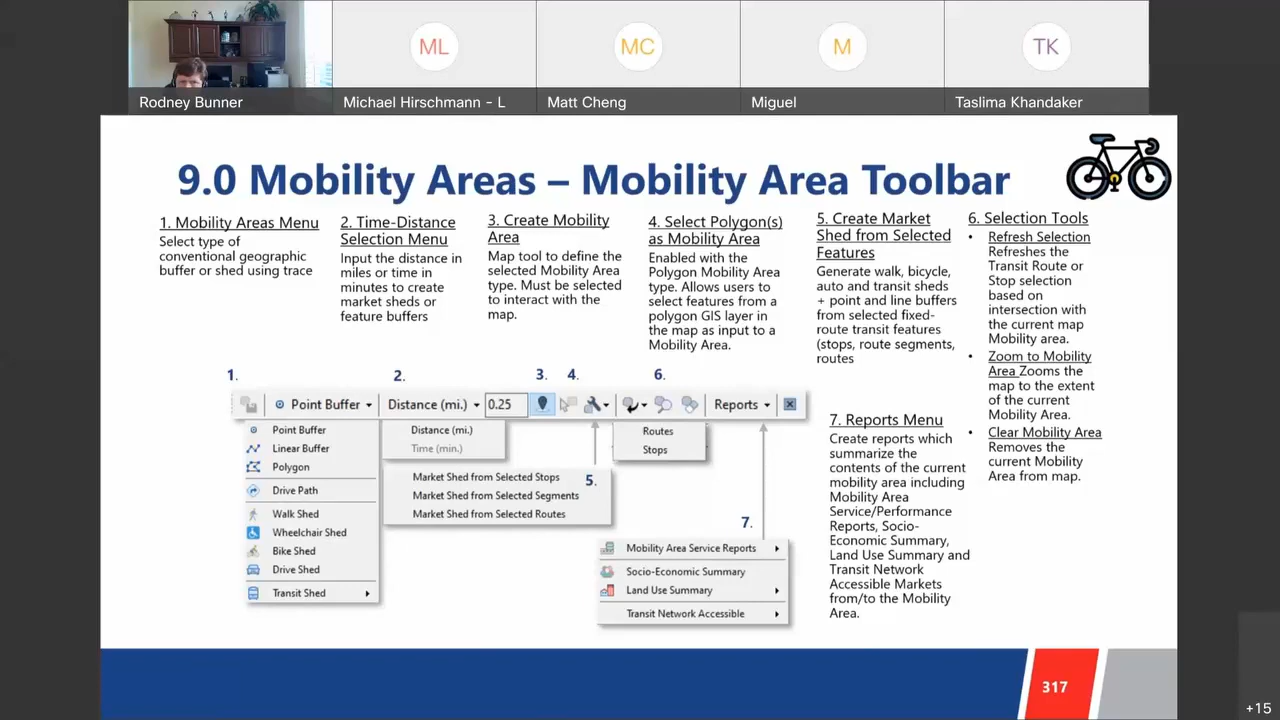 ML
MC
M
TK
Rodney Bunner
Michael Hirschmann - L
Matt Cheng
Miguel
Taslima Khandaker
9.0 Mobility Areas – Mobility Area Toolbar
1. Mobility Areas Menu
Select type of
conventional geographic
buffer or shed using trace
2. Time-Distance
Selection Menu
Input the distance in
miles or time in
minutes to create
market sheds or
feature buffers
3. Create Mobility
Area
Map tool to define the
selected Mobility Area
type. Must be selected
to interact with the
map.
4. Select Polygon(s)
as Mobility Area
Enabled with the
Polygon Mobility Area
type. Allows users to
select features from a
polygon GIS layer in
the map as input to a
Mobility Area.
5. Create Market
Shed from Selected
Features
Generate walk, bicycle,
auto and transit sheds
+ point and line buffers
from selected fixed-
route transit features
(stops, route segments,
routes
6. Selection Tools
• Refresh Selection
Refreshes the
Transit Route or
Stop selection
based on
intersection with
the current map
Mobility area.
• Zoom to Mobility
Area Zooms the
map to the extent
of the current
Mobility Area.
• Clear Mobility Area
Removes the
current Mobility
Area from map.
1.
2.
3.
4.
6.
Point Buffer
Distance (mi.)
0.25
Reports
Point Buffer
Linear Buffer
Polygon
Drive Path
Walk Shed
Wheelchair Shed
Bike Shed
Drive Shed
Transit Shed
Distance (mi.)
Time (min.)
Market Shed from Selected Stops
Market Shed from Selected Segments
Market Shed from Selected Routes
5.
Routes
Stops
7.
Mobility Area Service Reports
Socio-Economic Summary
Land Use Summary
Transit Network Accessible
7. Reports Menu
Create reports which
summarize the
contents of the current
mobility area including
Mobility Area
Service/Performance
Reports, Socio-
Economic Summary,
Land Use Summary and
Transit Network
Accessible Markets
from/to the Mobility
Area.
317
+15